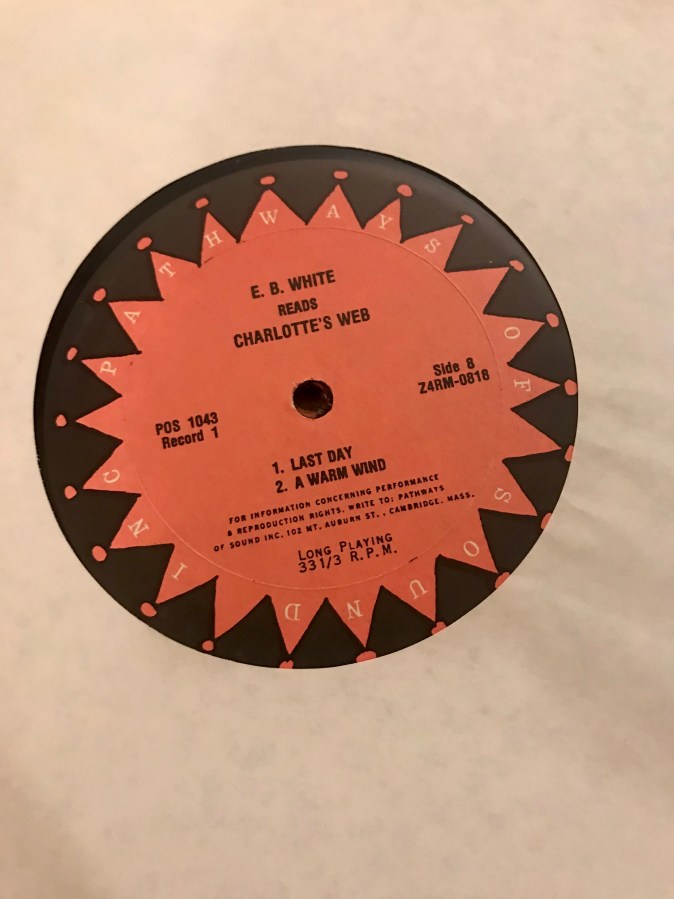 PATHWAYS OF SOUND INC
E. B. WHITE
READS
CHARLOTTE'S WEB
POS 1043
Record 1
Side 8
Z4RM-0818
1. LAST DAY
2. A WARM WIND
FOR INFORMATION CONCERNING PERFORMANCE
& REPRODUCTION RIGHTS, WRITE TO: PATHWAYS
OF SOUND INC. 102 MT. AUBURN ST., CAMBRIDGE, MASS.
LONG PLAYING
33 1/3 R.P.M.